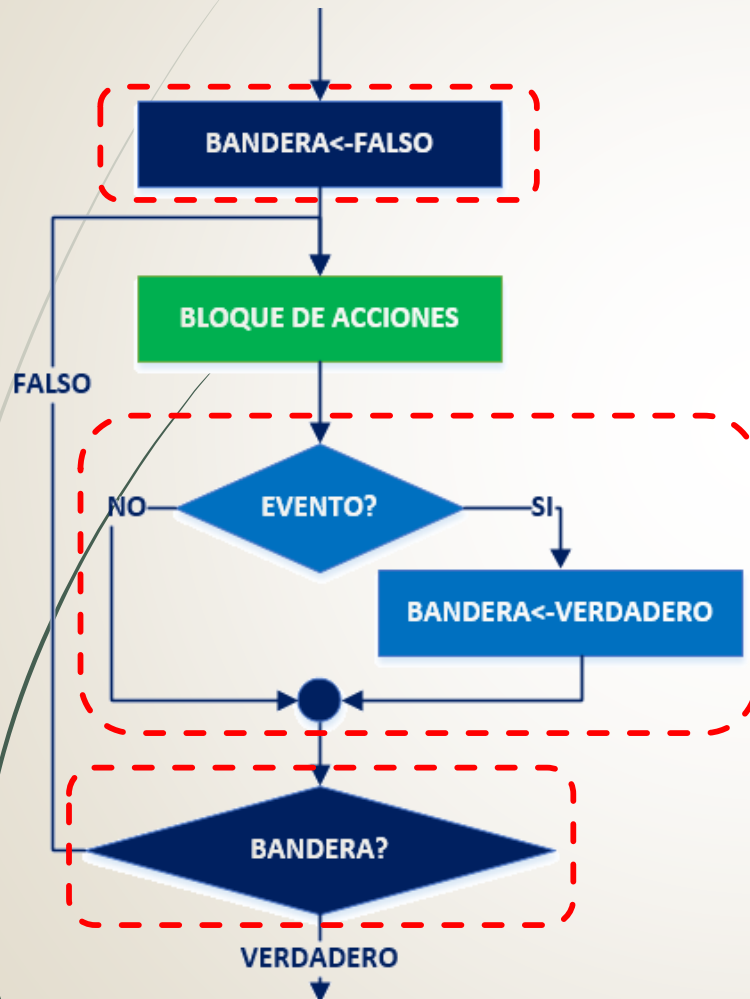 BANDERA<-FALSO
BLOQUE DE ACCIONES
FALSO
EVENTO?
NO
SI
BANDERA<-VERDADERO
BANDERA?
VERDADERO